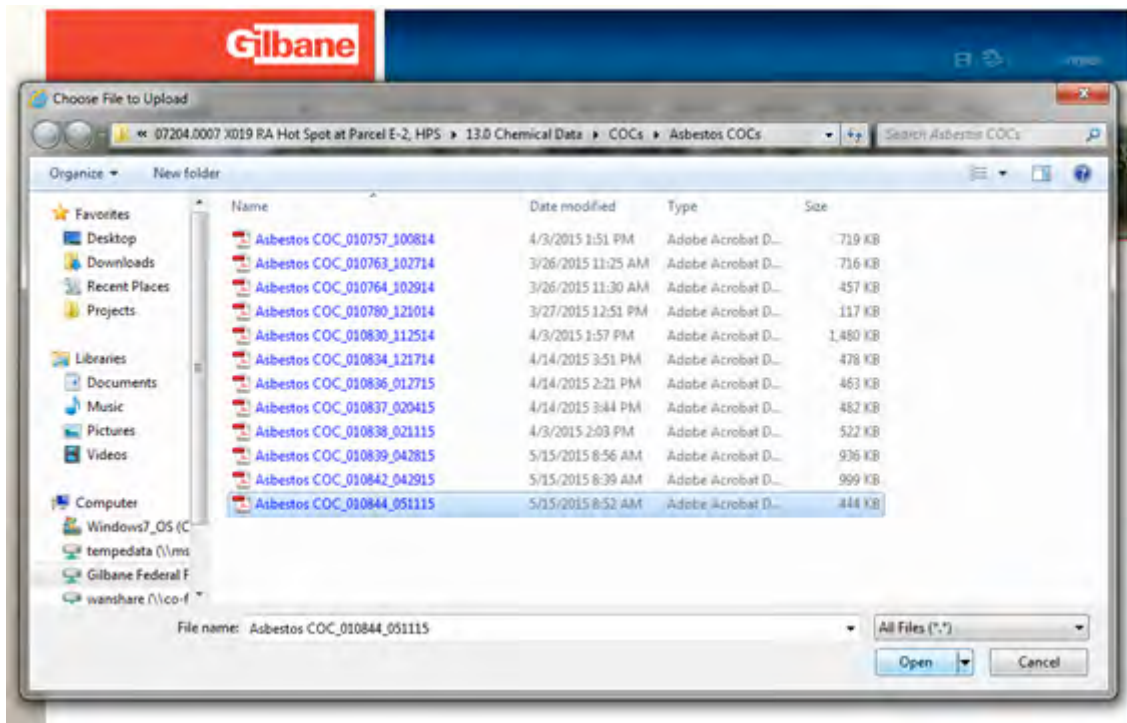 Gilbane
Choose File to Upload
« 07204.0007 X019 RA Hot Spot at Parcel E-2, HPS ▸ 13.0 Chemical Data ▸ COCs ▸ Asbestos COCs
Search Asbestos COCs
Organize New folder
Favorites
Desktop
Downloads
Recent Places
Projects
Libraries
Documents
Music
Pictures
Videos
Computer
Windows7_OS (C
tempedata (\\ms
Gilbane Federal F
wanshare (\\co-f
Name Date modified Type Size
Asbestos COC_010757_100814 4/3/2015 1:51 PM Adobe Acrobat D... 719 KB
Asbestos COC_010763_102714 3/26/2015 11:25 AM Adobe Acrobat D... 716 KB
Asbestos COC_010764_102914 3/26/2015 11:30 AM Adobe Acrobat D... 457 KB
Asbestos COC_010780_121014 3/27/2015 12:51 PM Adobe Acrobat D... 117 KB
Asbestos COC_010830_112514 4/3/2015 1:57 PM Adobe Acrobat D... 1,480 KB
Asbestos COC_010834_121714 4/14/2015 3:51 PM Adobe Acrobat D... 478 KB
Asbestos COC_010836_012715 4/14/2015 2:21 PM Adobe Acrobat D... 463 KB
Asbestos COC_010837_020415 4/14/2015 3:44 PM Adobe Acrobat D... 482 KB
Asbestos COC_010838_021115 4/3/2015 2:03 PM Adobe Acrobat D... 522 KB
Asbestos COC_010839_042815 5/15/2015 8:56 AM Adobe Acrobat D... 936 KB
Asbestos COC_010842_042915 5/15/2015 8:39 AM Adobe Acrobat D... 999 KB
Asbestos COC_010844_051115 5/15/2015 8:52 AM Adobe Acrobat D... 444 KB
File name: Asbestos COC_010844_051115
All Files (*.*)
Open Cancel